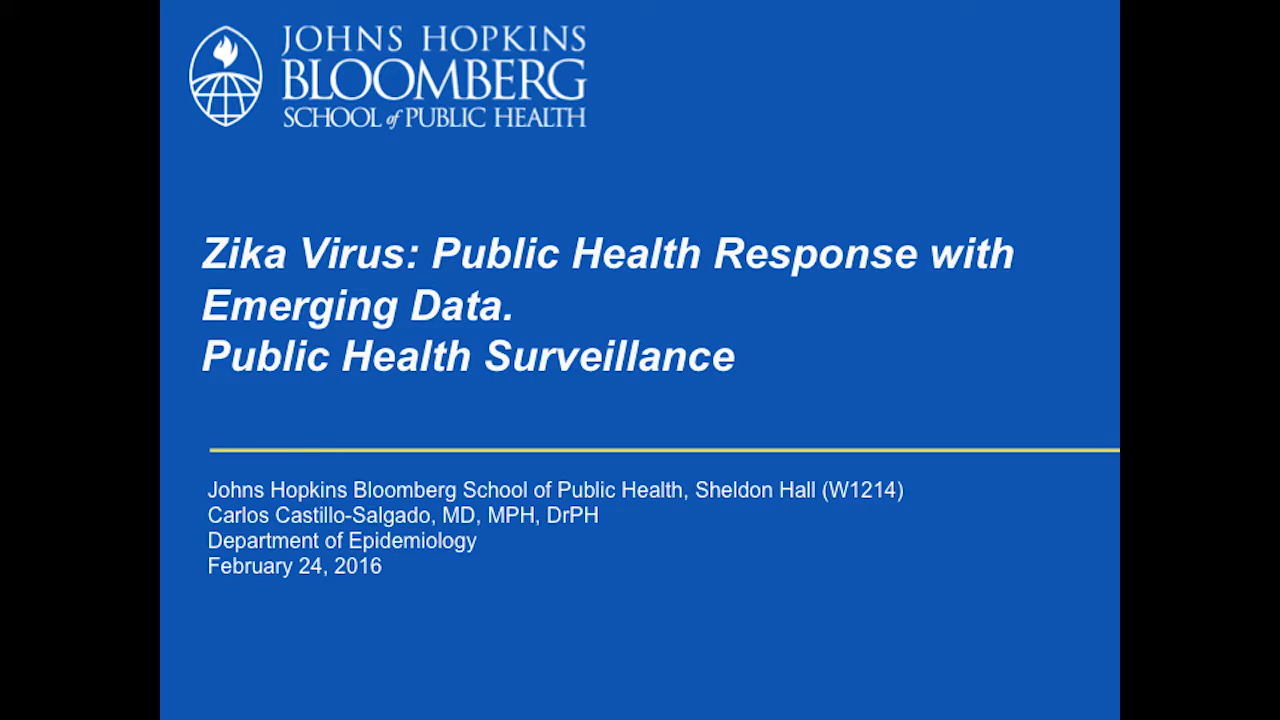 JOHNS HOPKINS
BLOOMBERG
SCHOOL of PUBLIC HEALTH
Zika Virus: Public Health Response with
Emerging Data.
Public Health Surveillance
Johns Hopkins Bloomberg School of Public Health, Sheldon Hall (W1214)
Carlos Castillo-Salgado, MD, MPH, DrPH
Department of Epidemiology
February 24, 2016